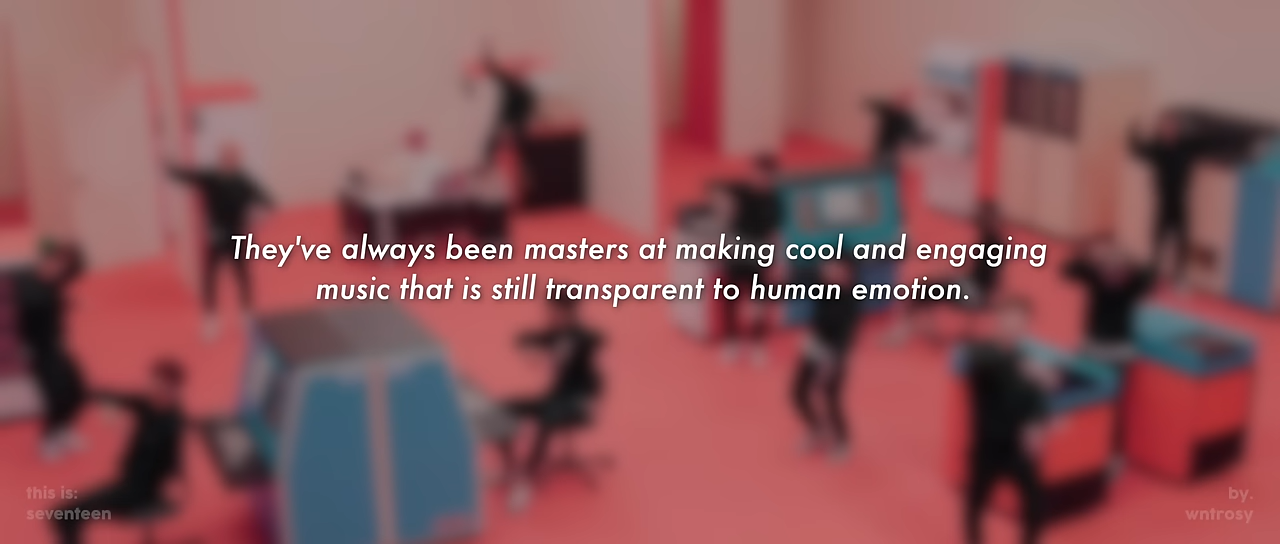 They've always been masters at making cool and engaging
music that is still transparent to human emotion.
this is:
seventeen
by.
wntrosy